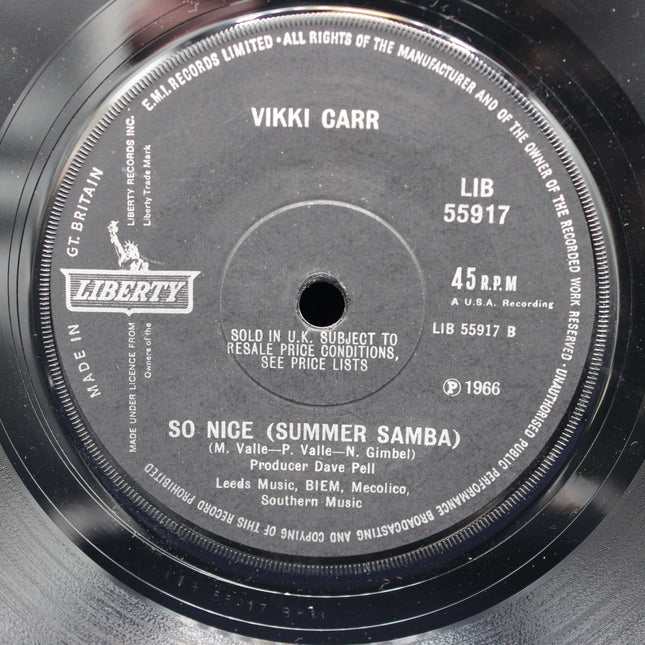 E.M.I. RECORDS LIMITED • ALL RIGHTS OF THE MANUFACTURER AND OF THE OWNER OF THE RECORDED WORK RESERVED • UNAUTHORISED PUBLIC PERFORMANCE BROADCASTING AND COPYING OF THIS RECORD PROHIBITED
MADE IN GT. BRITAIN
VIKKI CARR
LIBERTY RECORDS INC.
Liberty Trade Mark
LIBERTY
MADE UNDER LICENCE FROM
Owners of the
LIB
55917
45 R.P.M
A U.S.A. Recording
LIB 55917 B
SOLD IN U.K. SUBJECT TO
RESALE PRICE CONDITIONS,
SEE PRICE LISTS
Ⓟ 1966
SO NICE (SUMMER SAMBA)
(M. Valle—P. Valle—N. Gimbel)
Producer Dave Pell
Leeds Music, BIEM, Mecolico,
Southern Music
55917